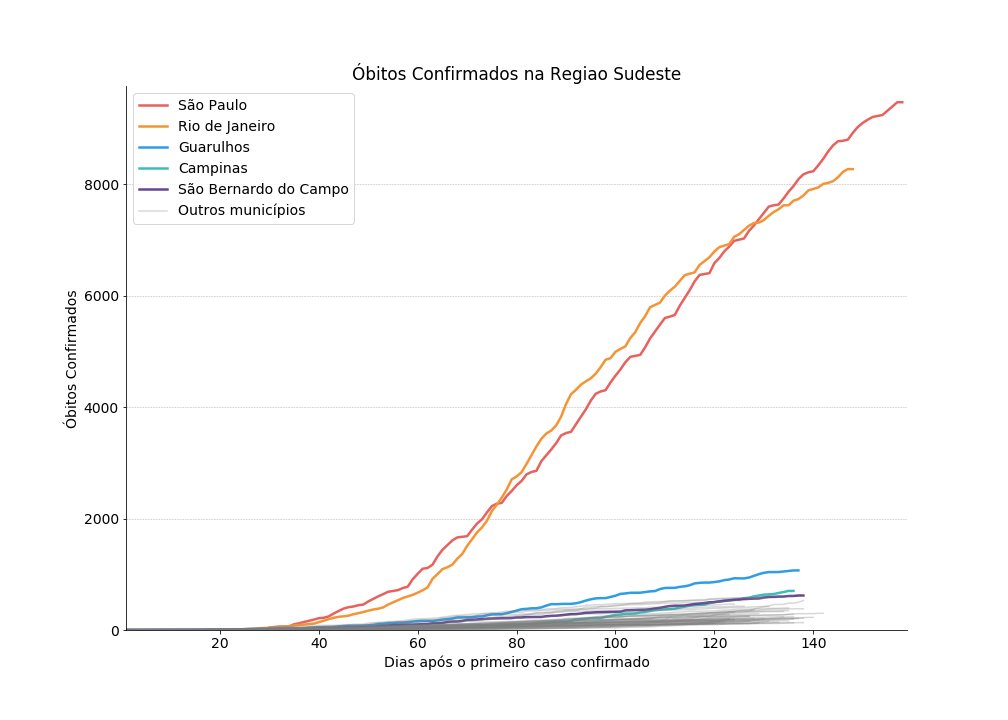 Óbitos Confirmados na Regiao Sudeste
São Paulo
Rio de Janeiro
Guarulhos
Campinas
São Bernardo do Campo
Outros municípios
Óbitos Confirmados
8000
6000
4000
2000
0
20 40 60 80 100 120 140
Dias após o primeiro caso confirmado